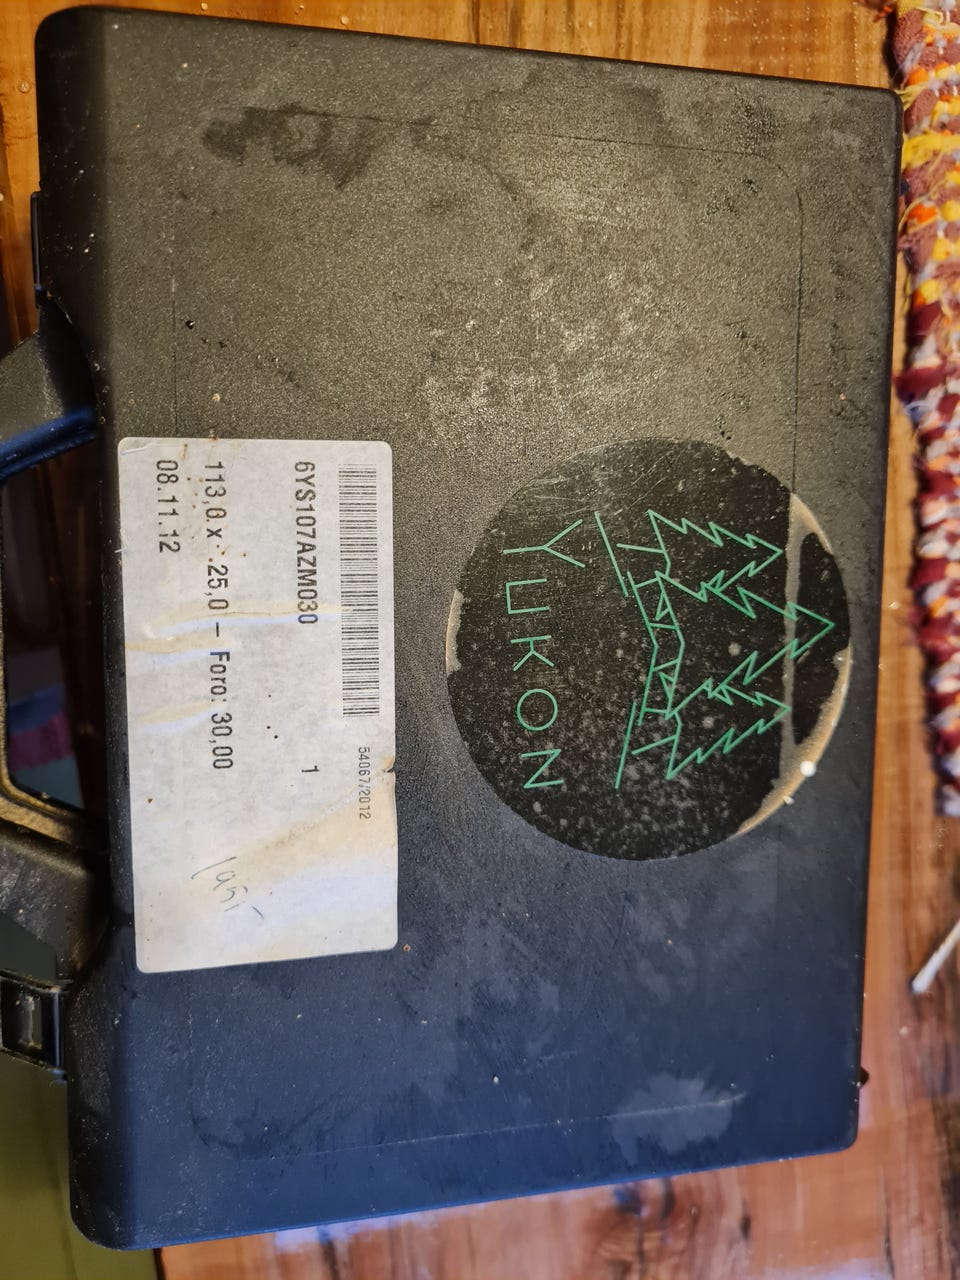 YUKON
54067/2012
6YS107AZM030 1
113,0 x .25,0 – Foro: 30,00
08.11.12